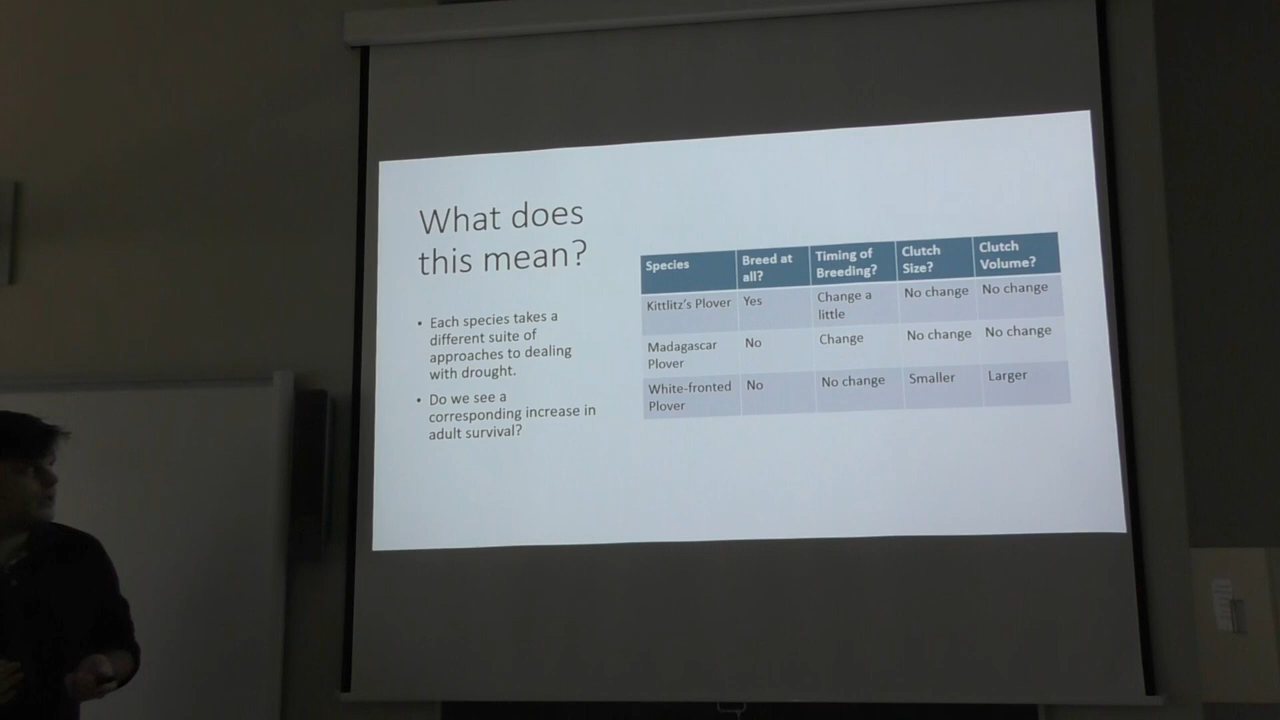 What does
this mean?
• Each species takes a
different suite of
approaches to dealing
with drought.
• Do we see a
corresponding increase in
adult survival?
Species Breed at all? Timing of Breeding? Clutch Size? Clutch Volume?
Kittlitz's Plover Yes Change a little No change No change
Madagascar Plover No Change No change No change
White-fronted Plover No No change Smaller Larger